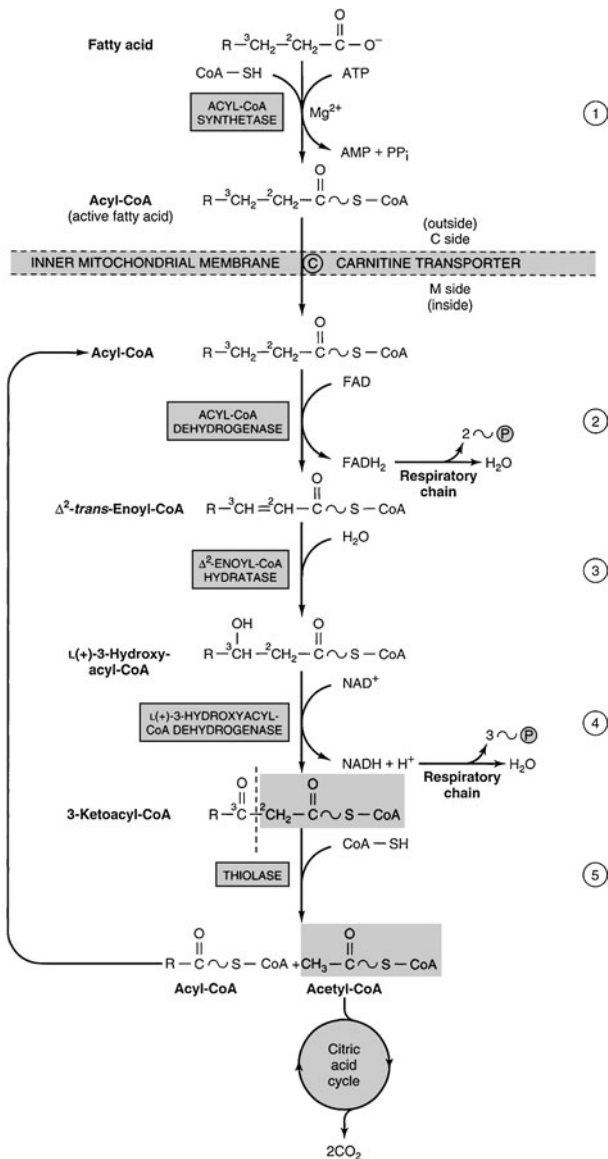 O
Fatty acid
R—³CH₂—²CH₂—C—O⁻
CoA—SH
ATP
ACYL-CoA
SYNTHETASE
Mg²⁺
①
AMP + PPᵢ
O
Acyl-CoA
(active fatty acid)
R—³CH₂—²CH₂—C～S—CoA
(outside)
C side
INNER MITOCHONDRIAL MEMBRANE Ⓒ CARNITINE TRANSPORTER
M side
(inside)
O
Acyl-CoA
R—³CH₂—²CH₂—C～S—CoA
FAD
ACYL-CoA
DEHYDROGENASE
②
2～Ⓟ
FADH₂
H₂O
Respiratory
chain
O
Δ²-trans-Enoyl-CoA
R—³CH=²CH—C～S—CoA
H₂O
Δ²-ENOYL-CoA
HYDRATASE
③
OH
O
L(+)-3-Hydroxy-
acyl-CoA
R—³CH—²CH₂—C～S—CoA
NAD⁺
L(+)-3-HYDROXYACYL-
CoA DEHYDROGENASE
④
3～Ⓟ
NADH + H⁺
H₂O
Respiratory
chain
O
O
3-Ketoacyl-CoA
R—³C—²CH₂—C～S—CoA
CoA—SH
THIOLASE
⑤
O
O
R—C～S—CoA + CH₃—C～S—CoA
Acyl-CoA
Acetyl-CoA
Citric
acid
cycle
2CO₂